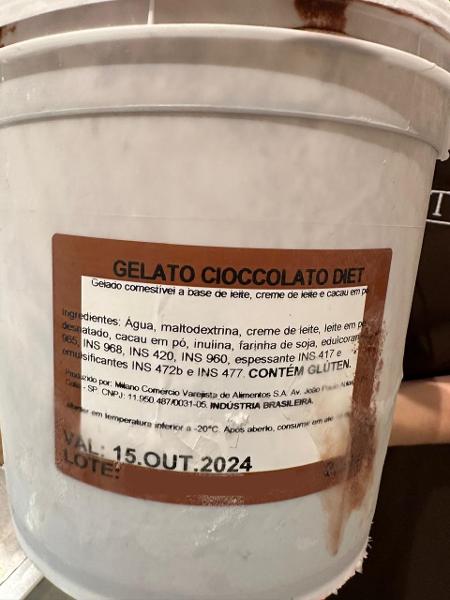 GELATO CIOCCOLATO DIET
Gelado comestível a base de leite, creme de leite e cacau em pó
Ingredientes: Água, maltodextrina, creme de leite, leite em pó
desnatado, cacau em pó, inulina, farinha de soja, edulcoran
965, INS 968, INS 420, INS 960, espessante INS 417 e
emulsificantes INS 472b e INS 477. CONTÉM GLÚTEN.
Produzido por: Milano Comércio Varejista de Alimentos S.A. Av. João Paulo
- SP. CNPJ: 11.950.487/0031-05. INDÚSTRIA BRASILEIRA.
em temperatura inferior a -20°C. Após aberto, consumir em até
VAL: 15.OUT.2024
LOTE:
T